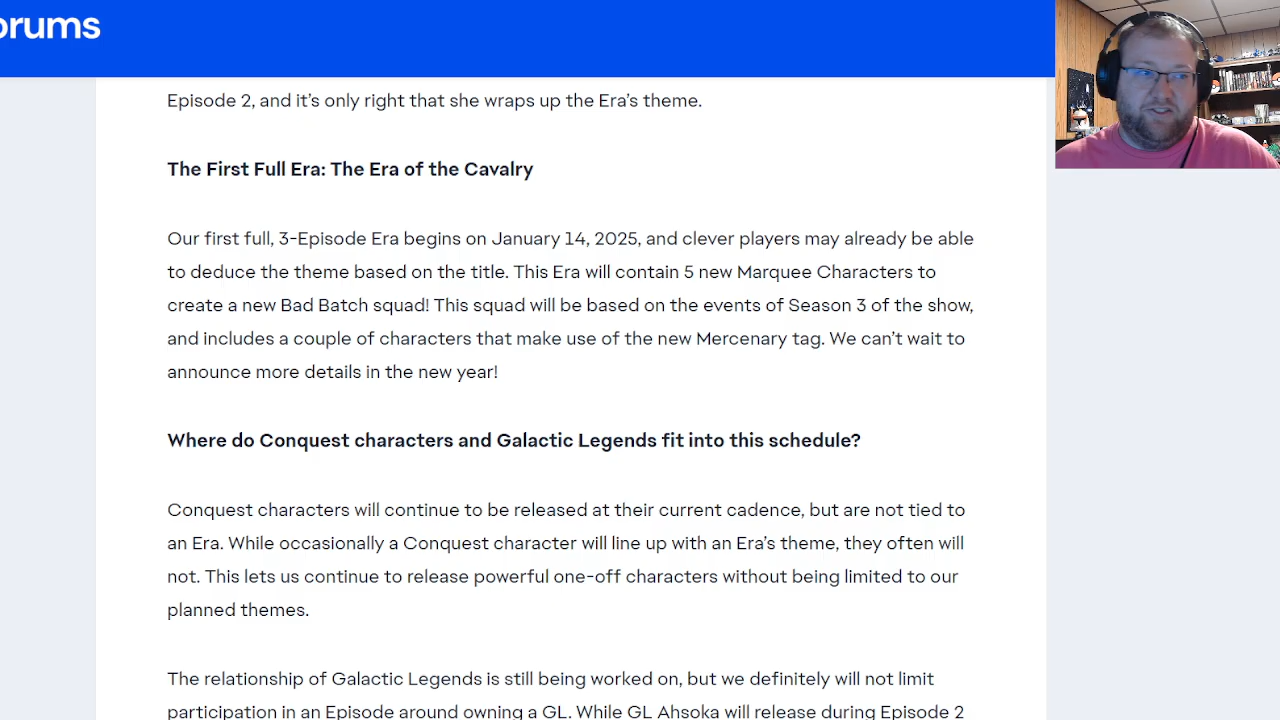 orums
Episode 2, and it's only right that she wraps up the Era's theme.
The First Full Era: The Era of the Cavalry
Our first full, 3-Episode Era begins on January 14, 2025, and clever players may already be able
to deduce the theme based on the title. This Era will contain 5 new Marquee Characters to
create a new Bad Batch squad! This squad will be based on the events of Season 3 of the show,
and includes a couple of characters that make use of the new Mercenary tag. We can't wait to
announce more details in the new year!
Where do Conquest characters and Galactic Legends fit into this schedule?
Conquest characters will continue to be released at their current cadence, but are not tied to
an Era. While occasionally a Conquest character will line up with an Era's theme, they often will
not. This lets us continue to release powerful one-off characters without being limited to our
planned themes.
The relationship of Galactic Legends is still being worked on, but we definitely will not limit
participation in an Episode around owning a GL. While GL Ahsoka will release during Episode 2